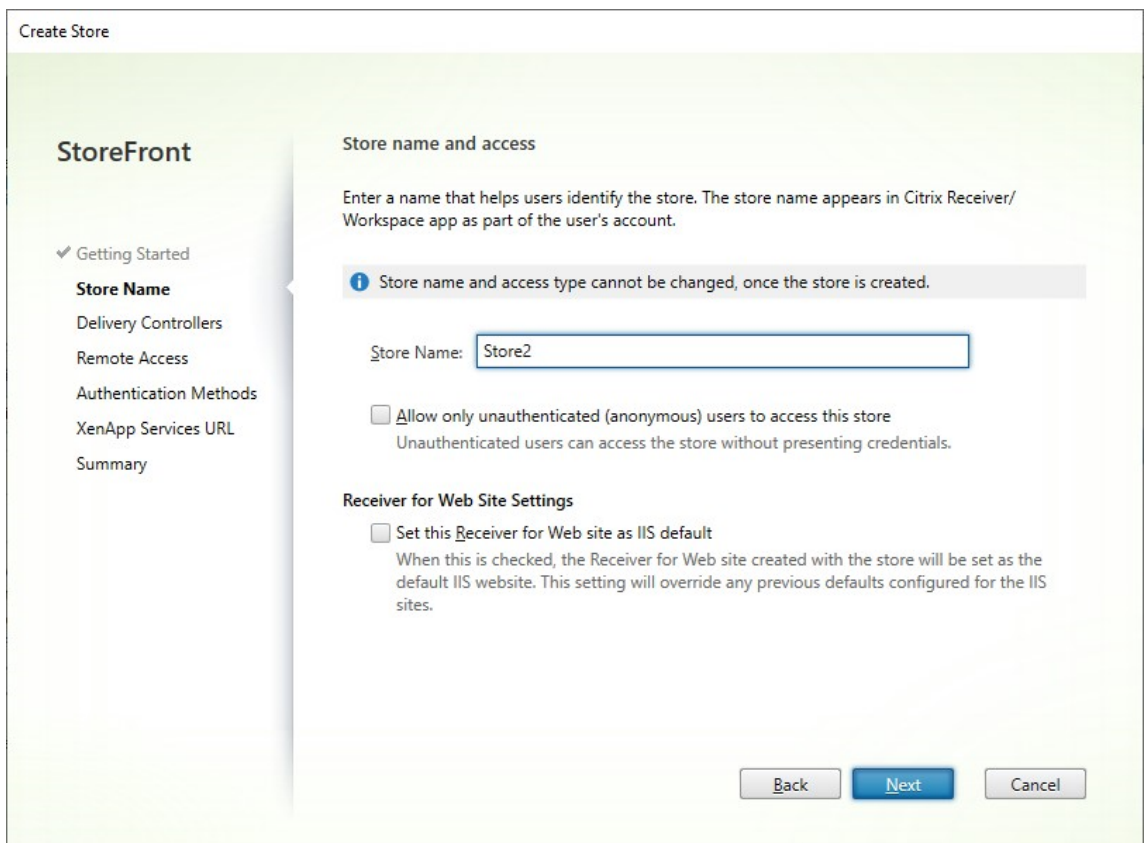 Create Store
StoreFront
Getting Started
Store Name
Delivery Controllers
Remote Access
Authentication Methods
XenApp Services URL
Summary
Store name and access
Enter a name that helps users identify the store. The store name appears in Citrix Receiver/
Workspace app as part of the user's account.
Store name and access type cannot be changed, once the store is created.
Store Name: Store2
Allow only unauthenticated (anonymous) users to access this store
Unauthenticated users can access the store without presenting credentials.
Receiver for Web Site Settings
Set this Receiver for Web site as IIS default
When this is checked, the Receiver for Web site created with the store will be set as the
default IIS website. This setting will override any previous defaults configured for the IIS
sites.
Back Next Cancel